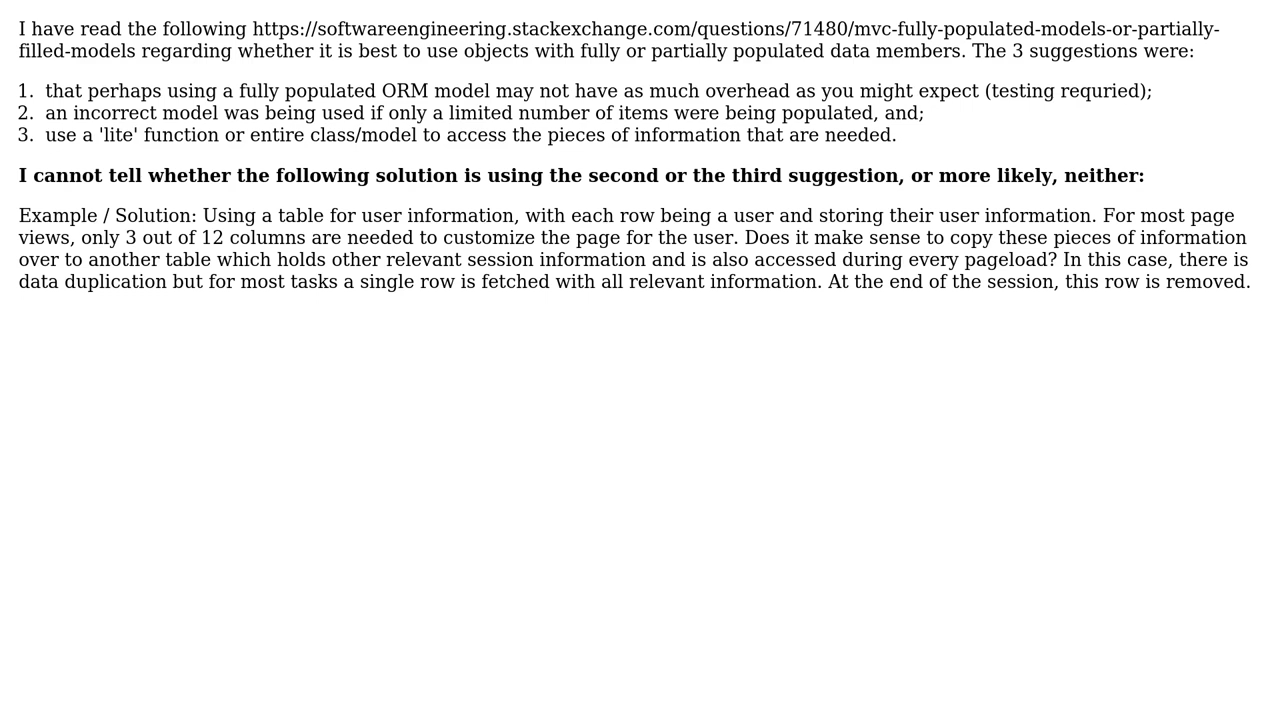 I have read the following https://softwareengineering.stackexchange.com/questions/71480/mvc-fully-populated-models-or-partially-
filled-models regarding whether it is best to use objects with fully or partially populated data members. The 3 suggestions were:
1. that perhaps using a fully populated ORM model may not have as much overhead as you might expect (testing requried);
2. an incorrect model was being used if only a limited number of items were being populated, and;
3. use a 'lite' function or entire class/model to access the pieces of information that are needed.
I cannot tell whether the following solution is using the second or the third suggestion, or more likely, neither:
Example / Solution: Using a table for user information, with each row being a user and storing their user information. For most page
views, only 3 out of 12 columns are needed to customize the page for the user. Does it make sense to copy these pieces of information
over to another table which holds other relevant session information and is also accessed during every pageload? In this case, there is
data duplication but for most tasks a single row is fetched with all relevant information. At the end of the session, this row is removed.